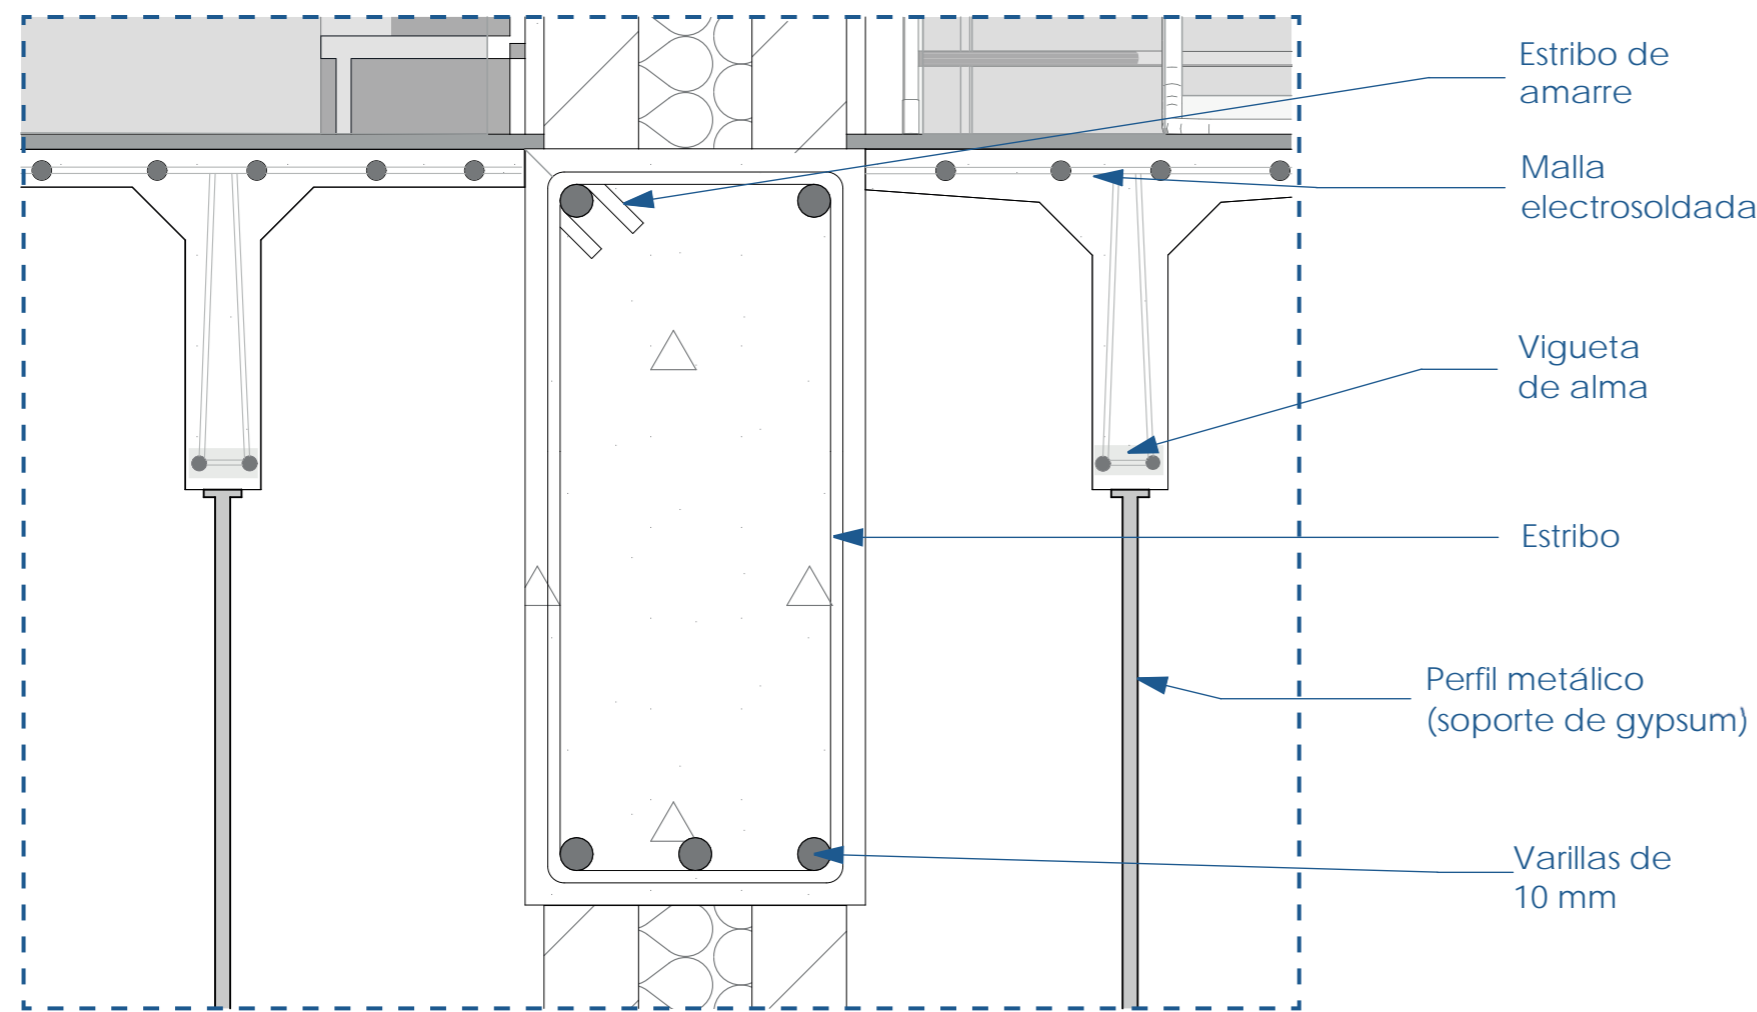 Estribo de
amarre
Malla
electrosoldada
Vigueta
de alma
Estribo
Perfil metálico
(soporte de gypsum)
Varillas de
10 mm